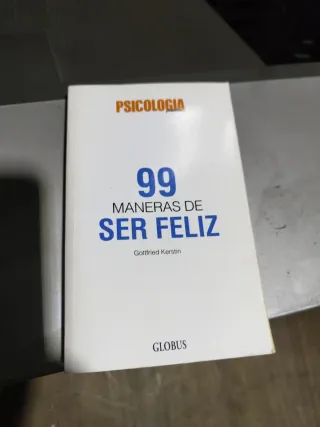 PSICOLOGIA
99
MANERAS DE
SER FELIZ
Gottfried Kerstin
GLOBUS